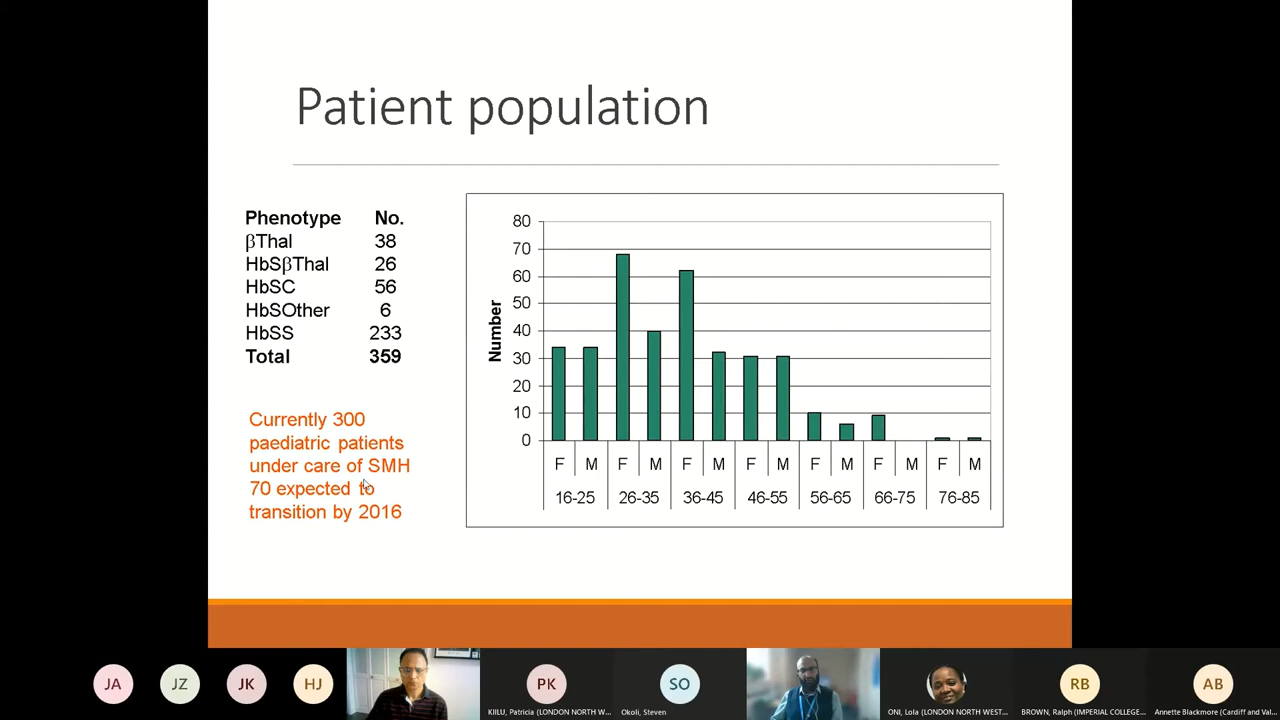 Patient population
Phenotype No.
βThal 38
HbSβThal 26
HbSC 56
HbSOther 6
HbSS 233
Total 359
Currently 300
paediatric patients
under care of SMH
70 expected to
transition by 2016
Number
80
70
60
50
40
30
20
10
0
F M F M F M F M F M F M F M
16-25 26-35 36-45 46-55 56-65 66-75 76-85
JA JZ JK HJ PK SO RB AB
KIILU, Patricia (LONDON NORTH W... Okoli, Steven ONI, Lola (LONDON NORTH WEST... BROWN, Ralph (IMPERIAL COLLEGE... Annette Blackmore (Cardiff and Val...